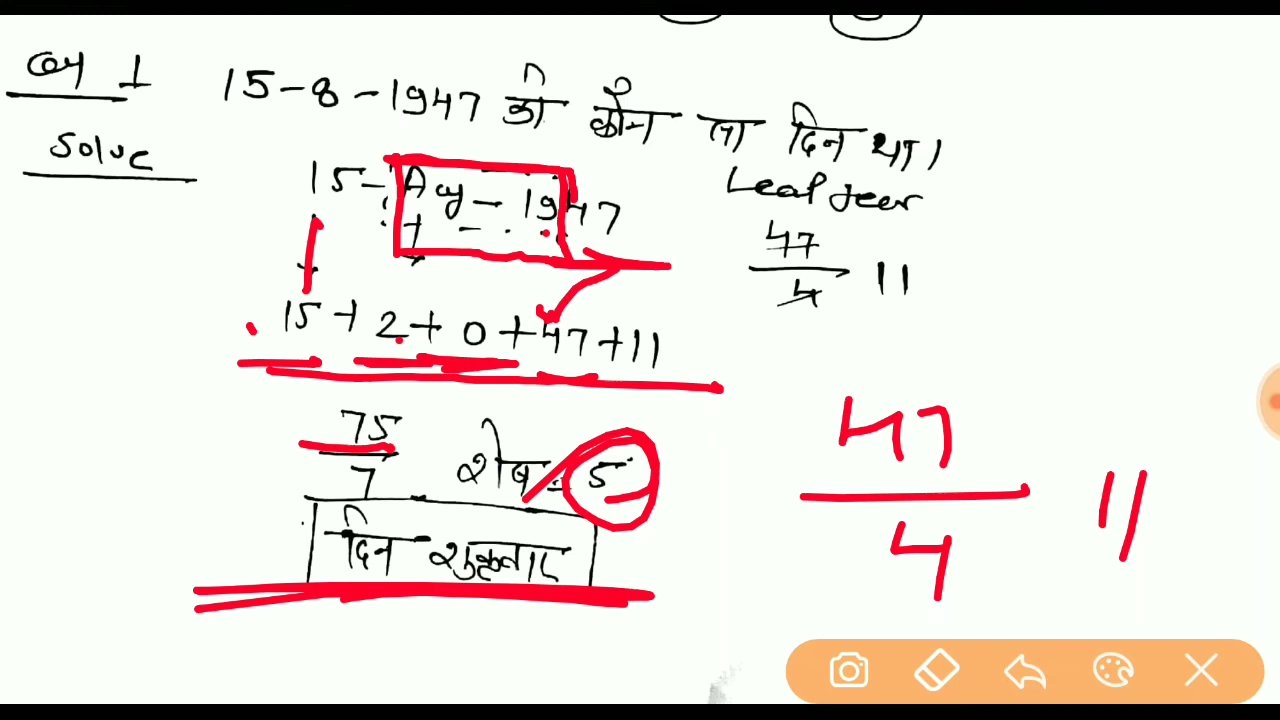 15-8-1947 को कौन सा दिन था।
Solve
15- Aug - 1947
Leaf year
47
4
11
15+2+0+47+11
75
7
शेष = 5
दिन शुक्रवार
47
4
11